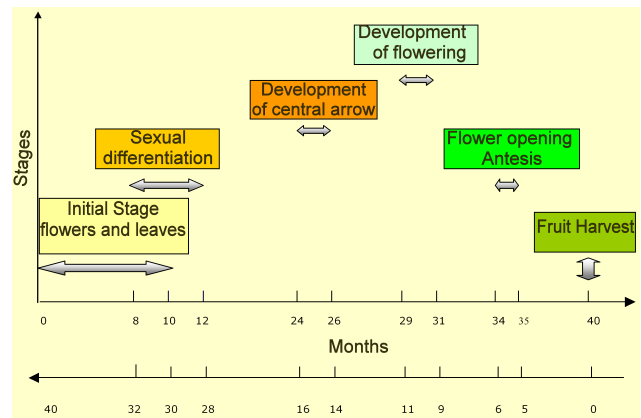 Development
of flowering
Development
of central arrow
Sexual
differentiation
Flower opening
Antesis
Initial Stage
flowers and leaves
Fruit Harvest
Stages
0 8 10 12 24 26 29 31 34 35 40
Months
40 32 30 28 16 14 11 9 6 5 0